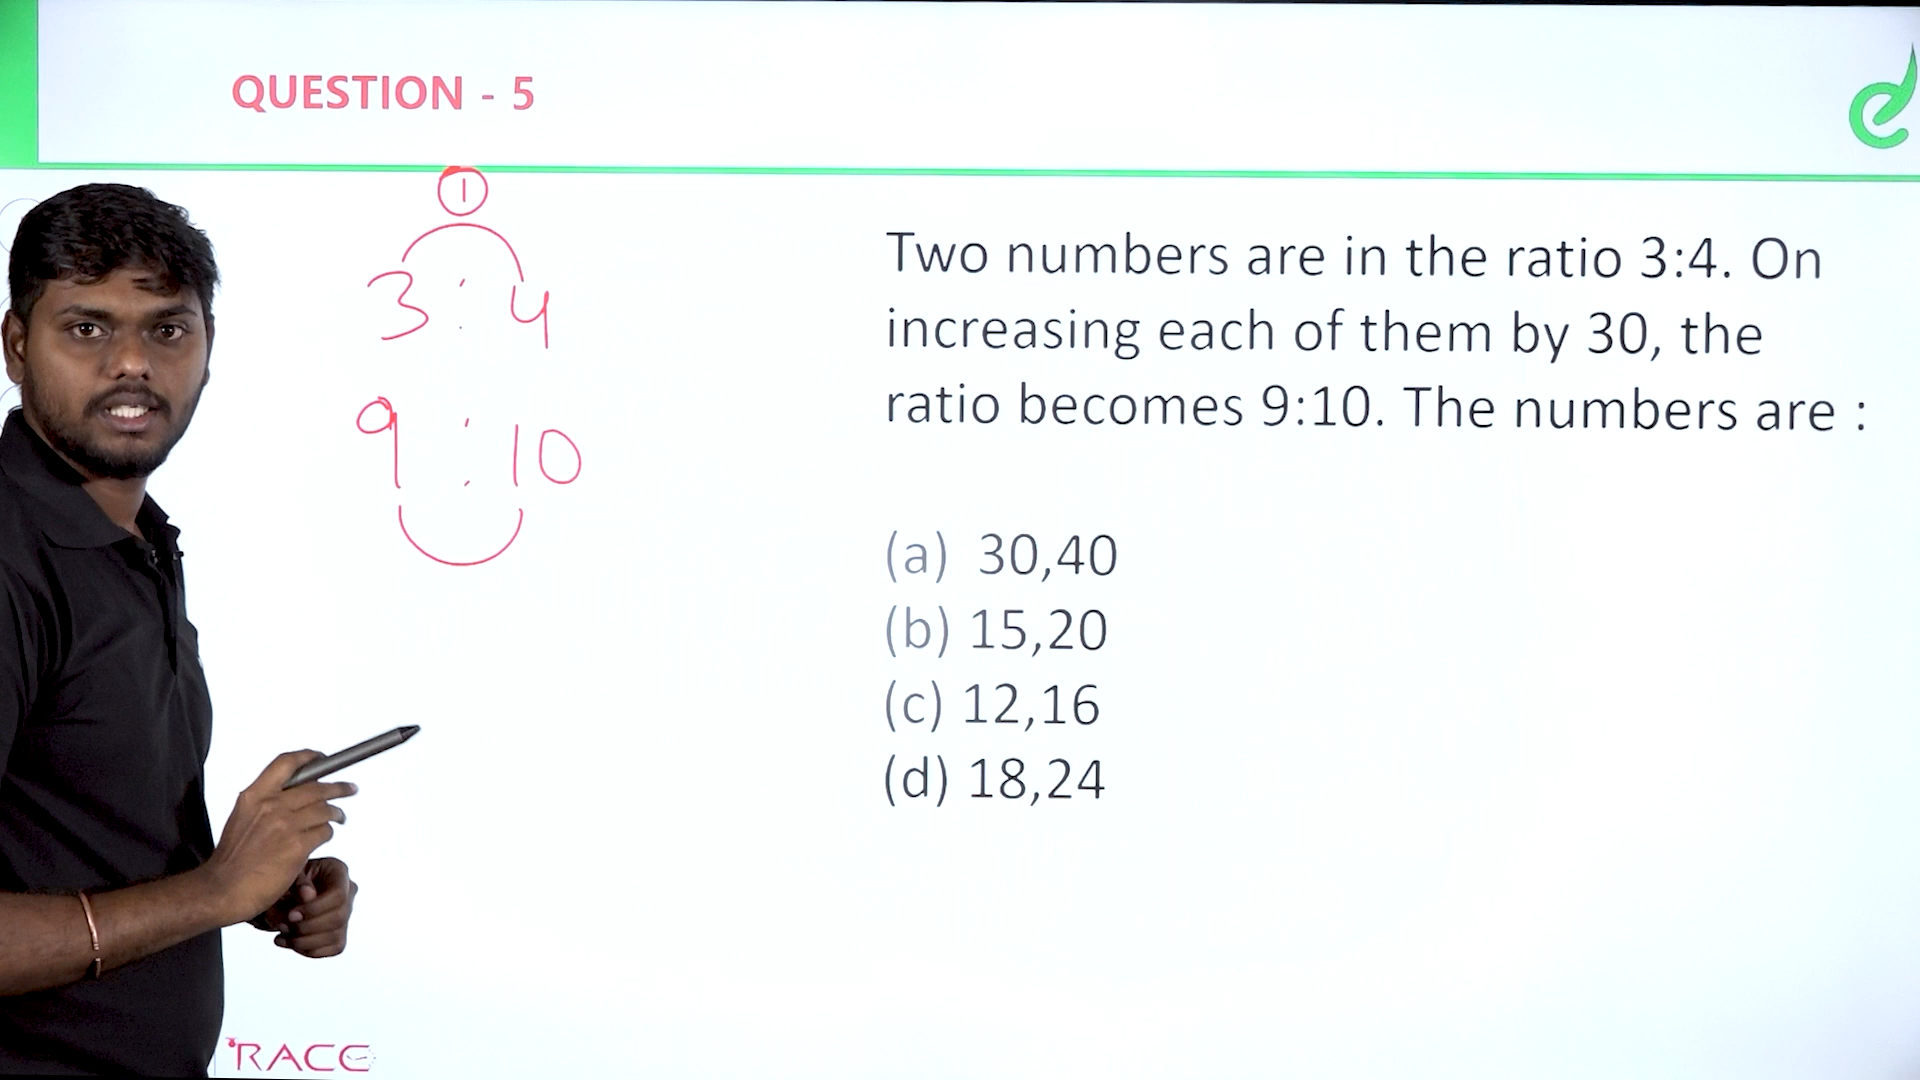 QUESTION - 5
1
3 : 4
9 : 10
Two numbers are in the ratio 3:4. On
increasing each of them by 30, the
ratio becomes 9:10. The numbers are :
(a) 30,40
(b) 15,20
(c) 12,16
(d) 18,24
RACE